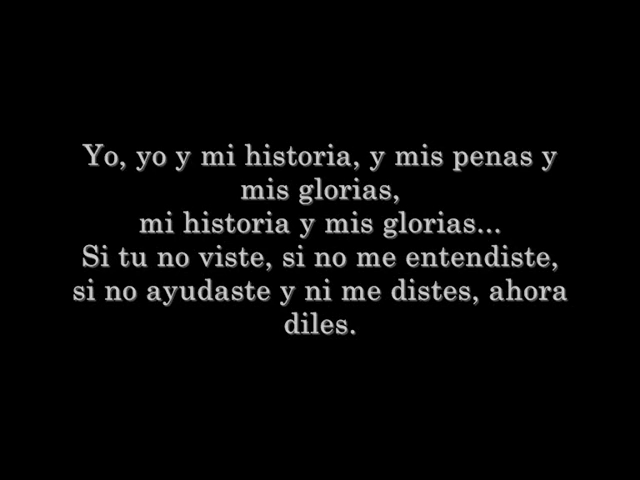 Yo, yo y mi historia, y mis penas y
mis glorias,
mi historia y mis glorias...
Si tu no viste, si no me entendiste,
si no ayudaste y ni me distes, ahora
diles.